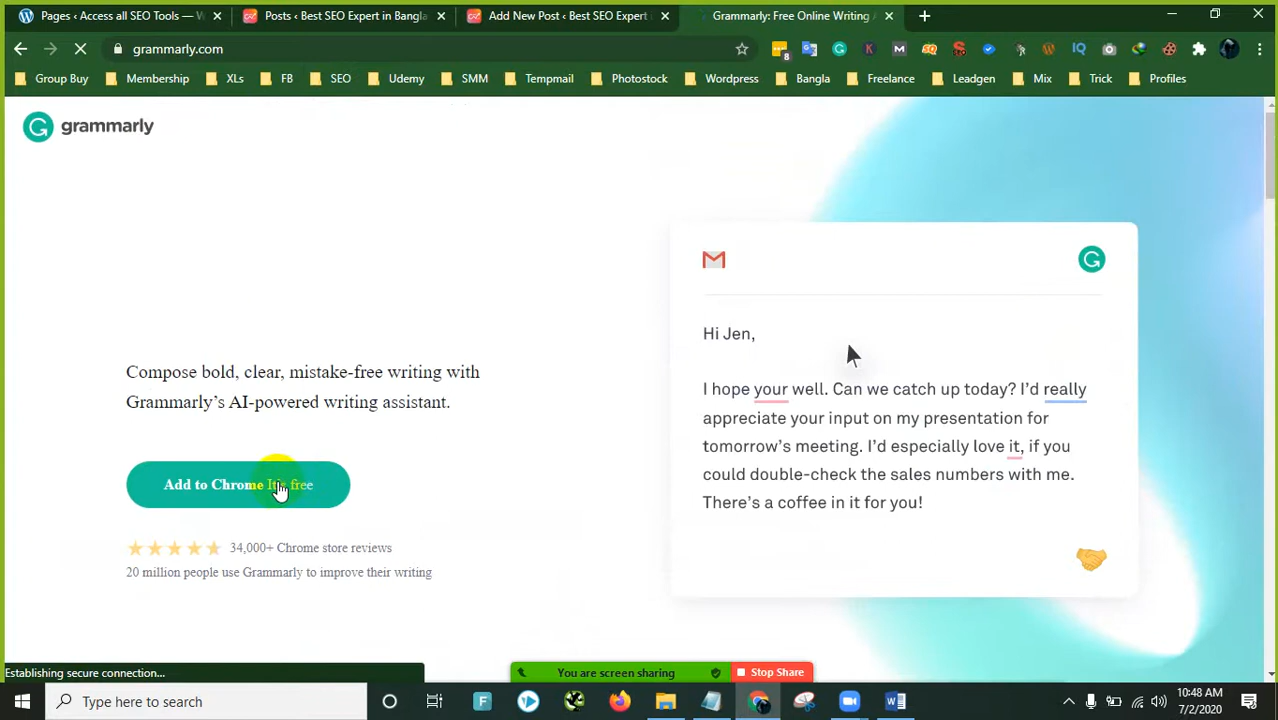 Pages ‹ Access all SEO Tools — W
Posts ‹ Best SEO Expert in Bangla
Add New Post ‹ Best SEO Expert
Grammarly: Free Online Writing A
grammarly.com
8
Group Buy
Membership
XLs
FB
SEO
Udemy
SMM
Tempmail
Photostock
Wordpress
Bangla
Freelance
Leadgen
Mix
Trick
Profiles
grammarly
Hi Jen,
I hope your well. Can we catch up today? I’d really
appreciate your input on my presentation for
tomorrow’s meeting. I’d especially love it, if you
could double-check the sales numbers with me.
There’s a coffee in it for you!
Compose bold, clear, mistake-free writing with
Grammarly’s AI-powered writing assistant.
Add to Chrome It’s free
34,000+ Chrome store reviews
20 million people use Grammarly to improve their writing
Establishing secure connection...
You are screen sharing
Stop Share
Type here to search
10:48 AM
7/2/2020